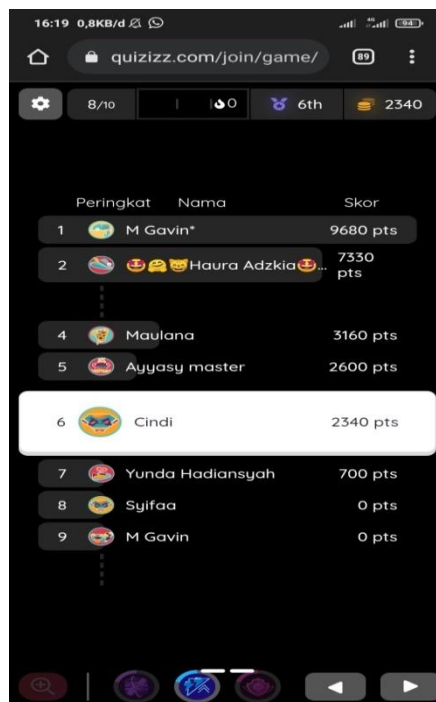 16:19 0,8KB/d 4G 94
quizizz.com/join/game/ 89
8/10 0 6th 2340
Peringkat Nama Skor
1 M Gavin* 9680 pts
2 🤩🤗😺Haura Adzkia🤩... 7330 pts
4 Maulana 3160 pts
5 Ayyasy master 2600 pts
6 Cindi 2340 pts
7 Yunda Hadiansyah 700 pts
8 Syifaa 0 pts
9 M Gavin 0 pts